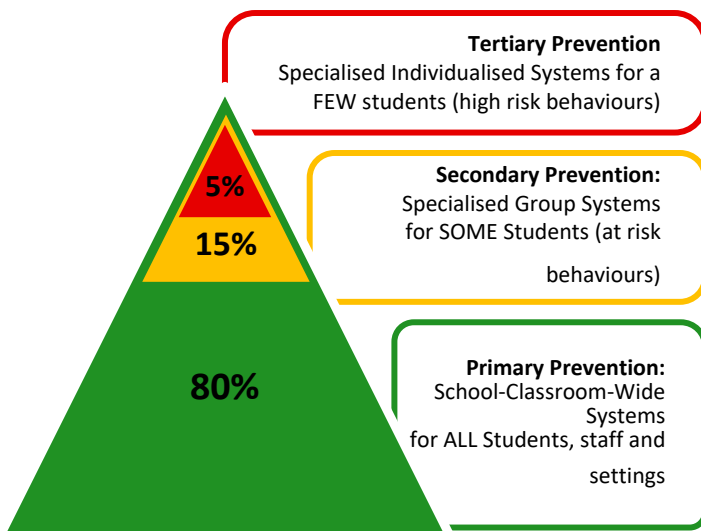 Tertiary Prevention
Specialised Individualised Systems for a
FEW students (high risk behaviours)
5%
Secondary Prevention:
Specialised Group Systems
for SOME Students (at risk
behaviours)
15%
Primary Prevention:
School-Classroom-Wide
Systems
for ALL Students, staff and
settings
80%